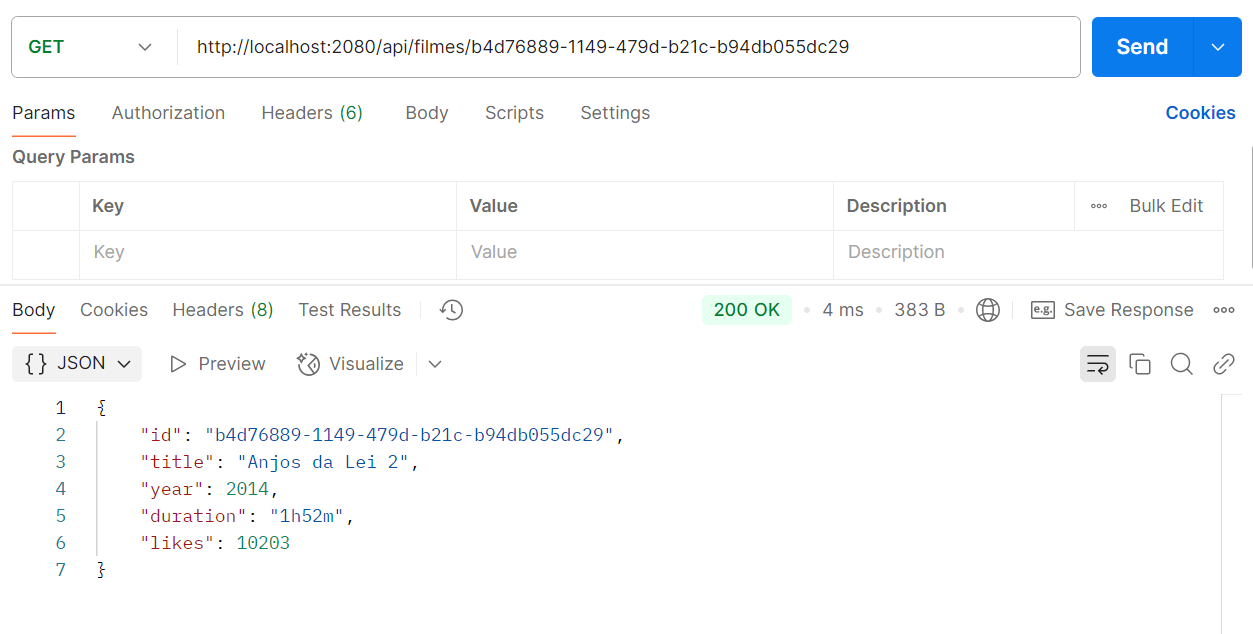 GET http://localhost:2080/api/filmes/b4d76889-1149-479d-b21c-b94db055dc29 Send
Params Authorization Headers (6) Body Scripts Settings Cookies
Query Params
Key Value Description Bulk Edit
Key Value Description
Body Cookies Headers (8) Test Results 200 OK 4 ms 383 B e.g. Save Response
{} JSON Preview Visualize
1 {
2 "id": "b4d76889-1149-479d-b21c-b94db055dc29",
3 "title": "Anjos da Lei 2",
4 "year": 2014,
5 "duration": "1h52m",
6 "likes": 10203
7 }